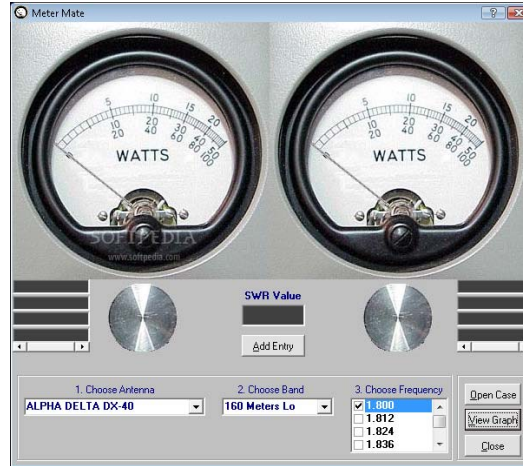 Meter Mate
5 10 15 20
10 20 30 40 50
20 40 60 80 100
WATTS
SOFTPEDIA
www.softpedia.com
5 10 15 20
10 20 30 40 50
20 40 60 80 100
WATTS
SWR Value
Add Entry
1. Choose Antenna
ALPHA DELTA DX-40
2. Choose Band
160 Meters Lo
3. Choose Frequency
1.800
1.812
1.824
1.836
Open Case
View Graph
Close